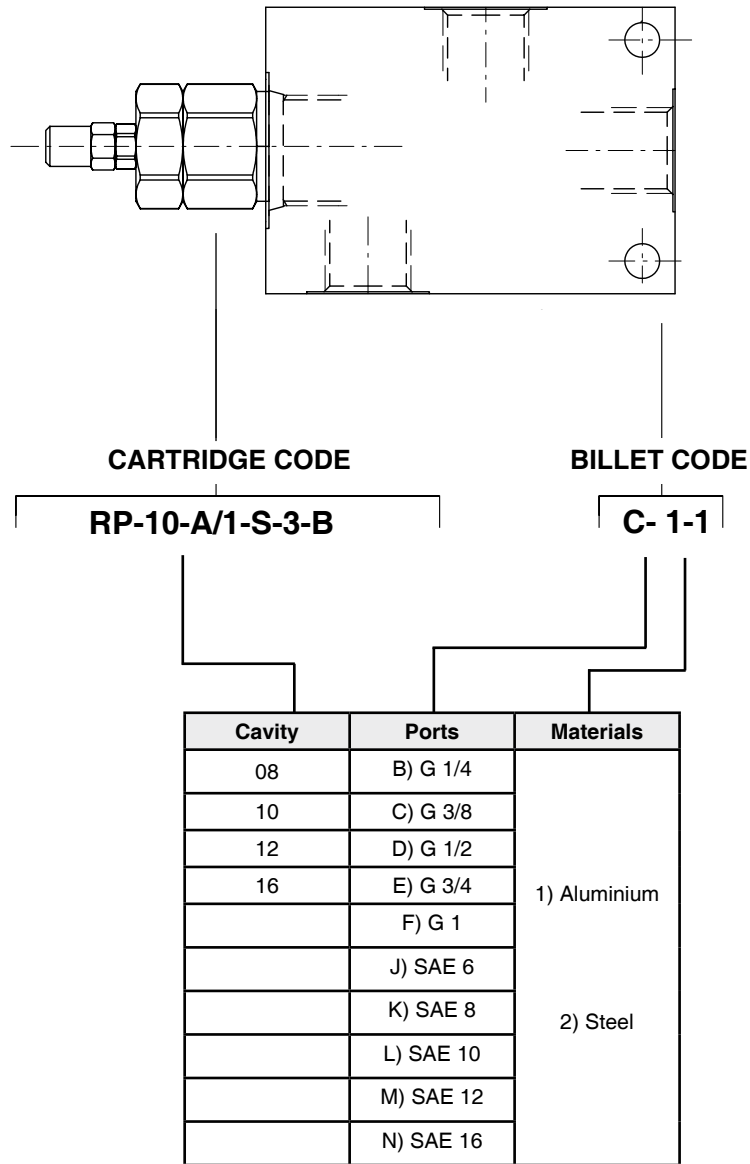 CARTRIDGE CODE BILLET CODE
RP-10-A/1-S-3-B C- 1-1
Cavity Ports Materials
08 B) G 1/4
10 C) G 3/8
12 D) G 1/2
16 E) G 3/4
1) Aluminium
F) G 1
J) SAE 6
K) SAE 8
2) Steel
L) SAE 10
M) SAE 12
N) SAE 16